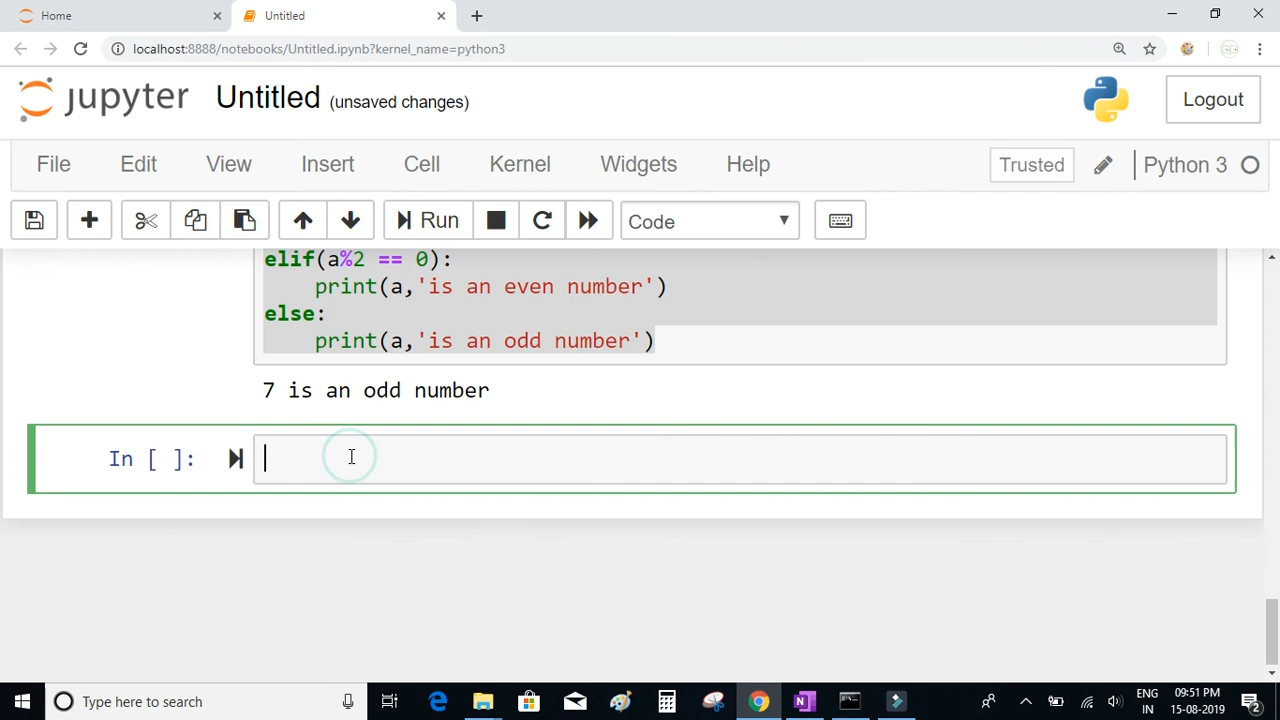 Home
Untitled
localhost:8888/notebooks/Untitled.ipynb?kernel_name=python3
jupyter Untitled (unsaved changes)
Logout
File Edit View Insert Cell Kernel Widgets Help
Trusted Python 3
Run Code
elif(a%2 == 0):
print(a,'is an even number')
else:
print(a,'is an odd number')
7 is an odd number
In [ ]:
Type here to search
ENG
IN
09:51 PM
15-08-2019
2